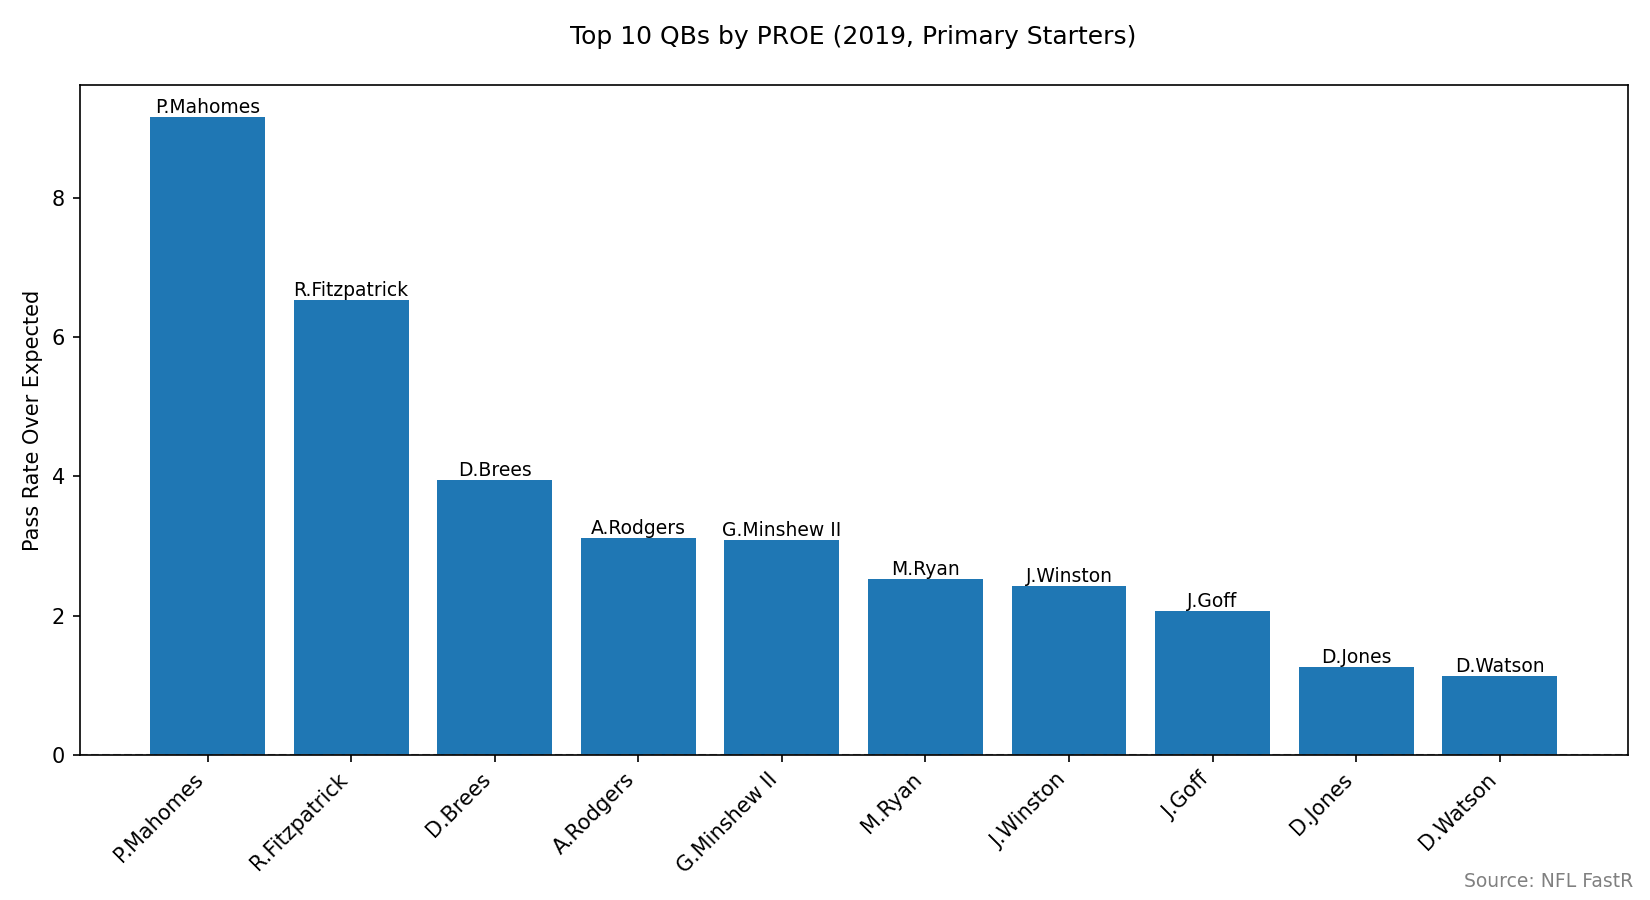 Top 10 QBs by PROE (2019, Primary Starters)
Pass Rate Over Expected
8
6
4
2
0
P.Mahomes
R.Fitzpatrick
D.Brees
A.Rodgers
G.Minshew II
M.Ryan
J.Winston
J.Goff
D.Jones
D.Watson
P.Mahomes
R.Fitzpatrick
D.Brees
A.Rodgers
G.Minshew II
M.Ryan
J.Winston
J.Goff
D.Jones
D.Watson
Source: NFL FastR